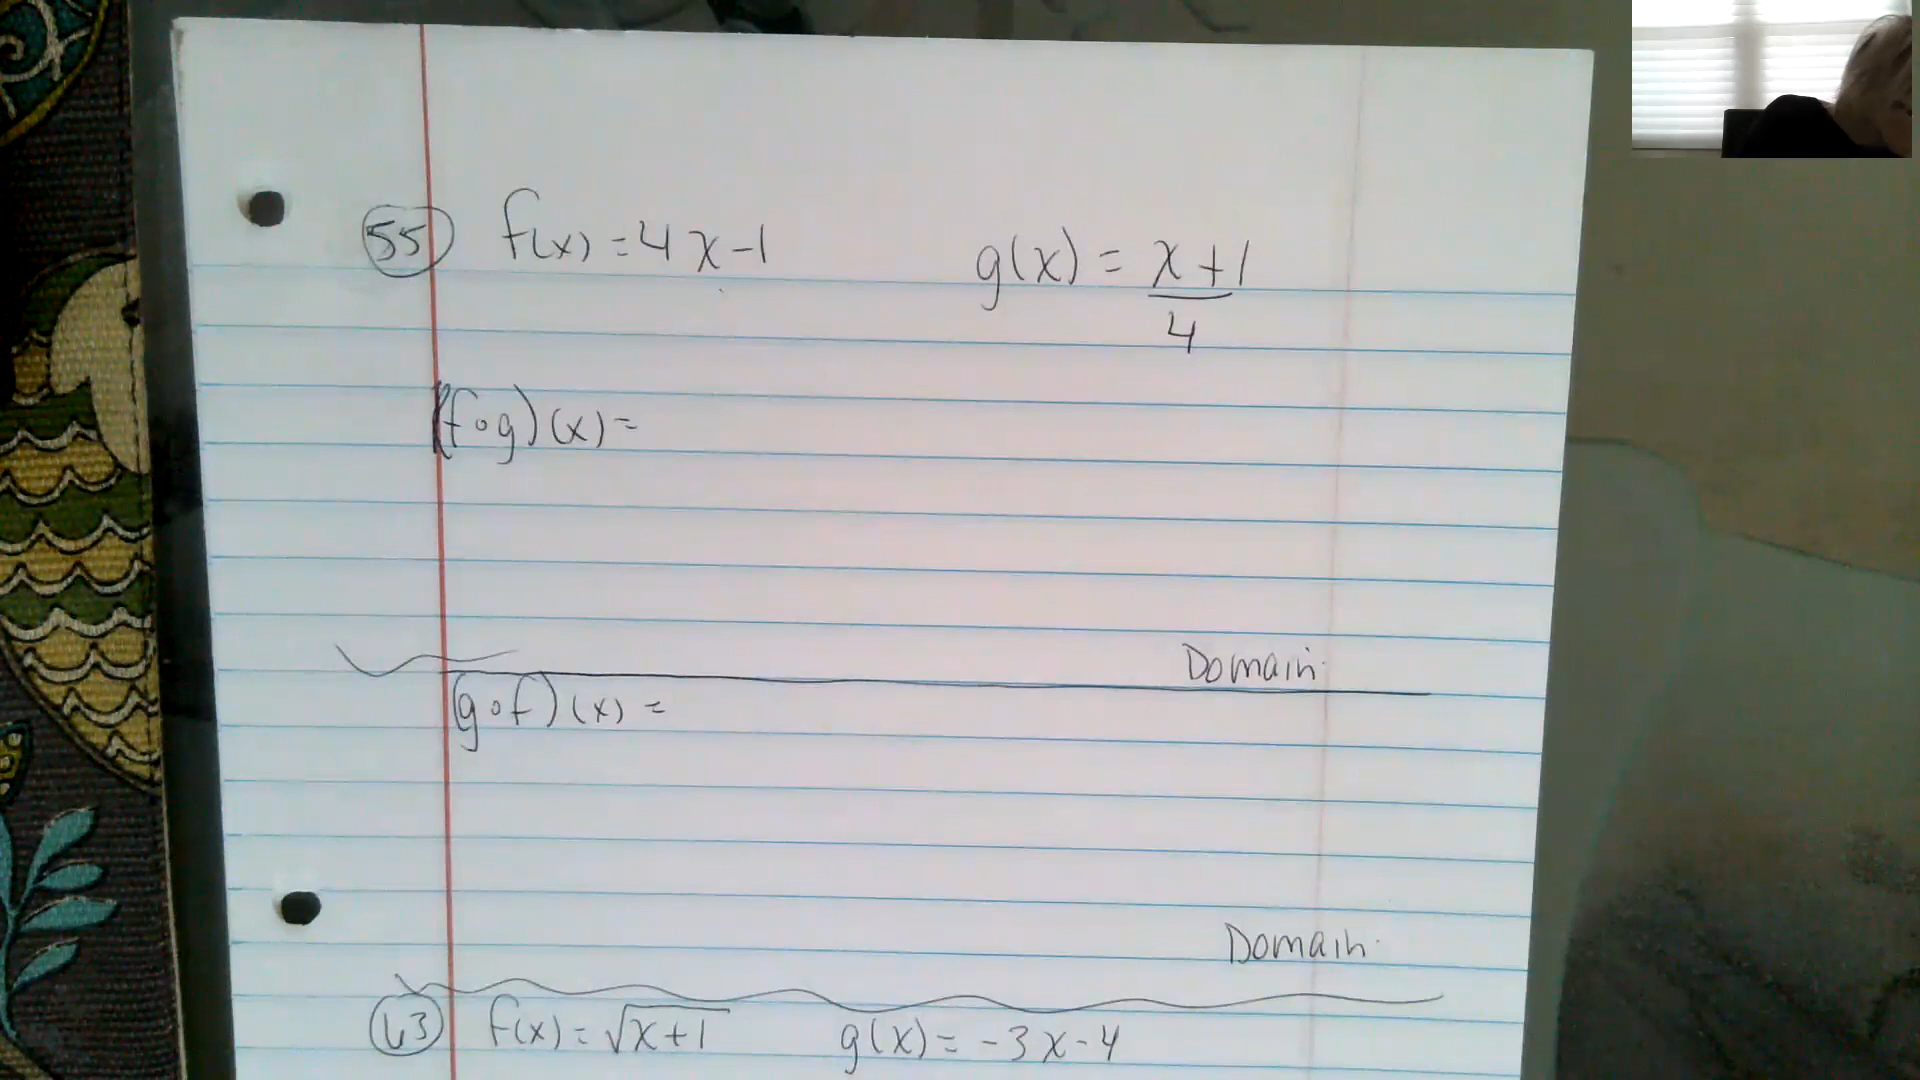 55 f(x) = 4x-1 g(x) = x+1
4
(f∘g)(x) =
Domain:
(g∘f)(x) =
Domain:
63 f(x) = √x+1 g(x) = -3x-4